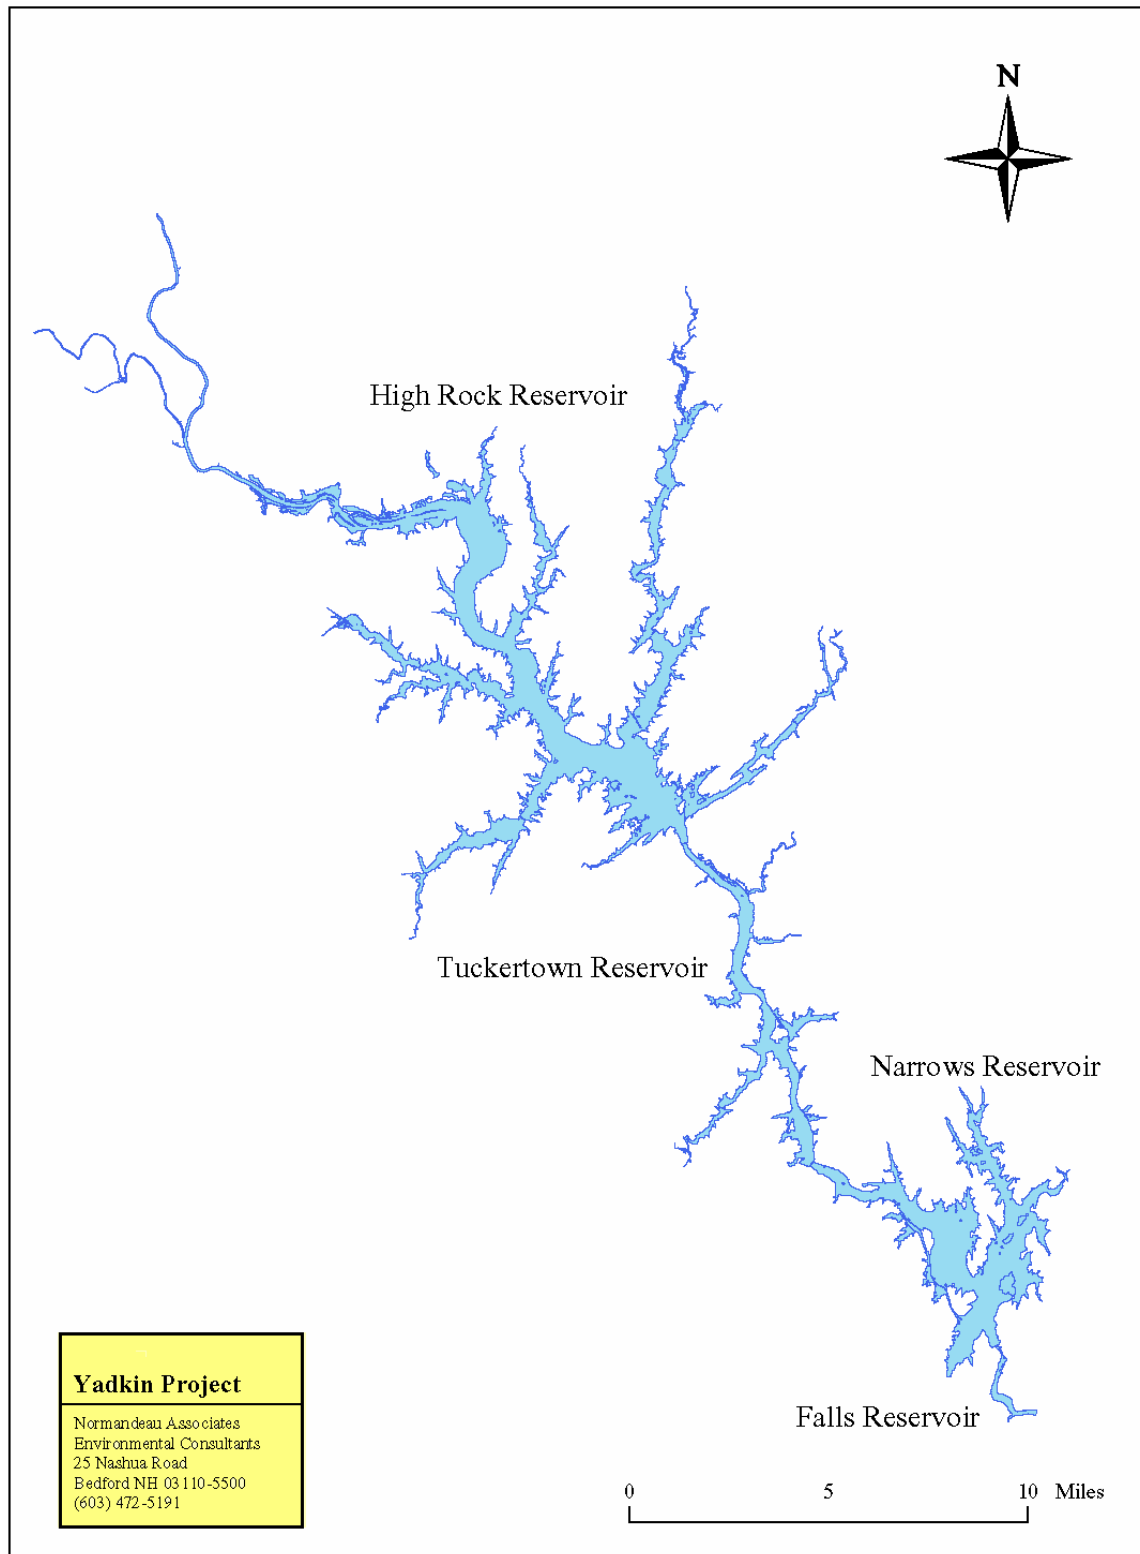 N
High Rock Reservoir
Tuckertown Reservoir
Narrows Reservoir
Falls Reservoir
Yadkin Project
Normandeau Associates
Environmental Consultants
25 Nashua Road
Bedford NH 03110-5500
(603) 472-5191
0 5 10 Miles